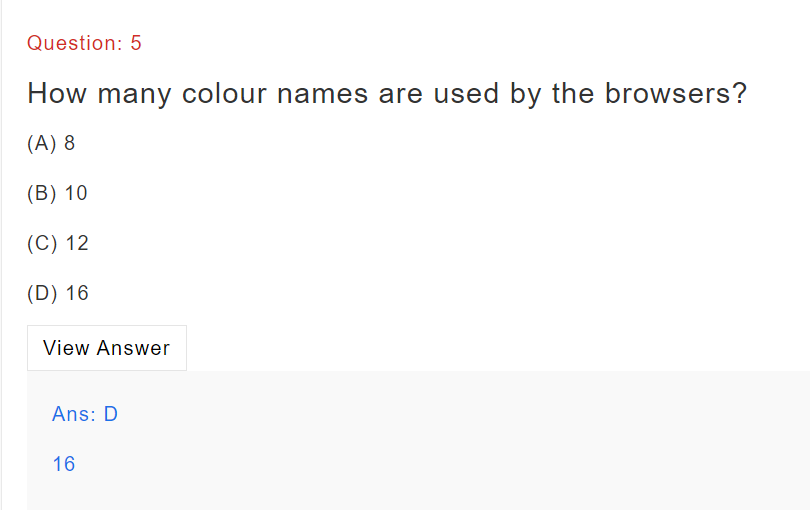 Question: 5
How many colour names are used by the browsers?
(A) 8
(B) 10
(C) 12
(D) 16
View Answer
Ans: D
16